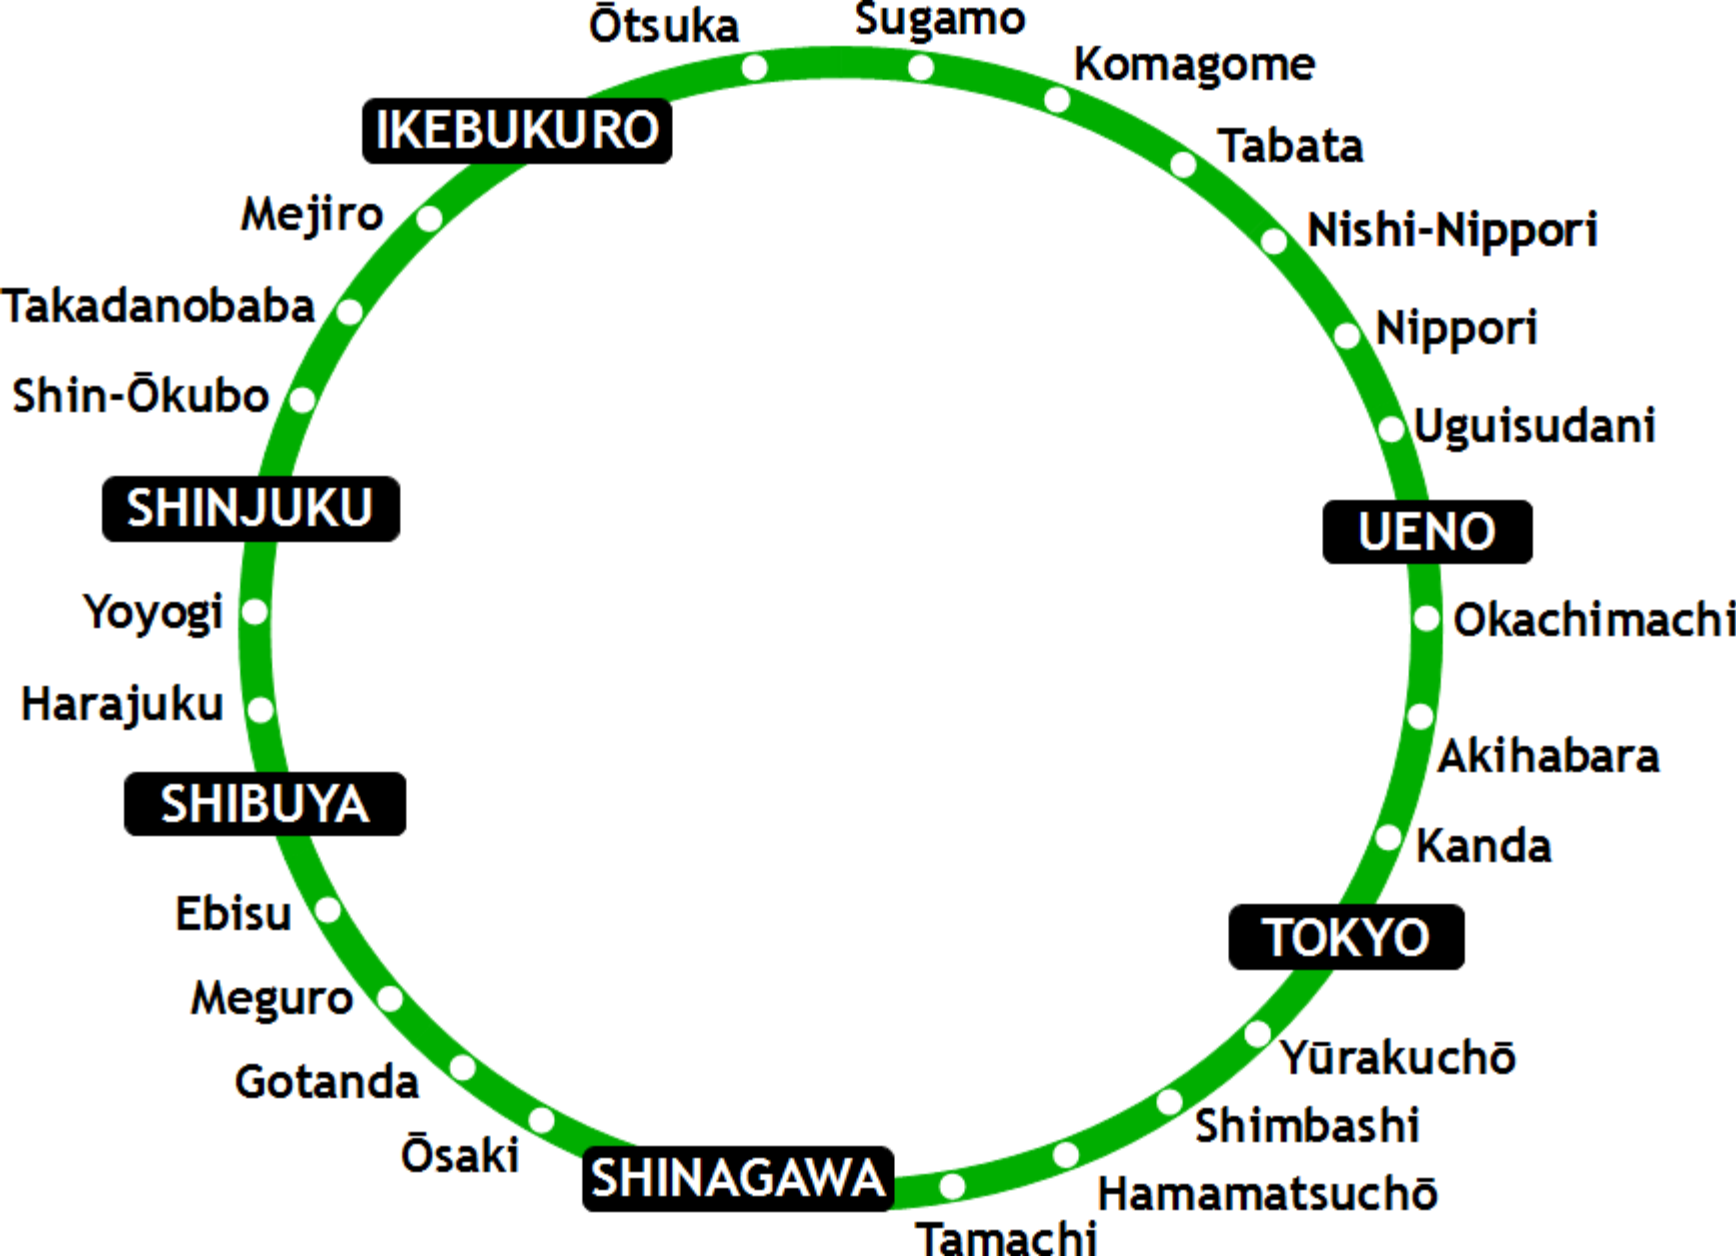 Ōtsuka
Sugamo
Komagome
Tabata
Nishi-Nippori
Nippori
Uguisudani
UENO
Okachimachi
Akihabara
Kanda
TOKYO
Yūrakuchō
Shimbashi
Hamamatsuchō
Tamachi
SHINAGAWA
Ōsaki
Gotanda
Meguro
Ebisu
SHIBUYA
Harajuku
Yoyogi
SHINJUKU
Shin-Ōkubo
Takadanobaba
Mejiro
IKEBUKURO